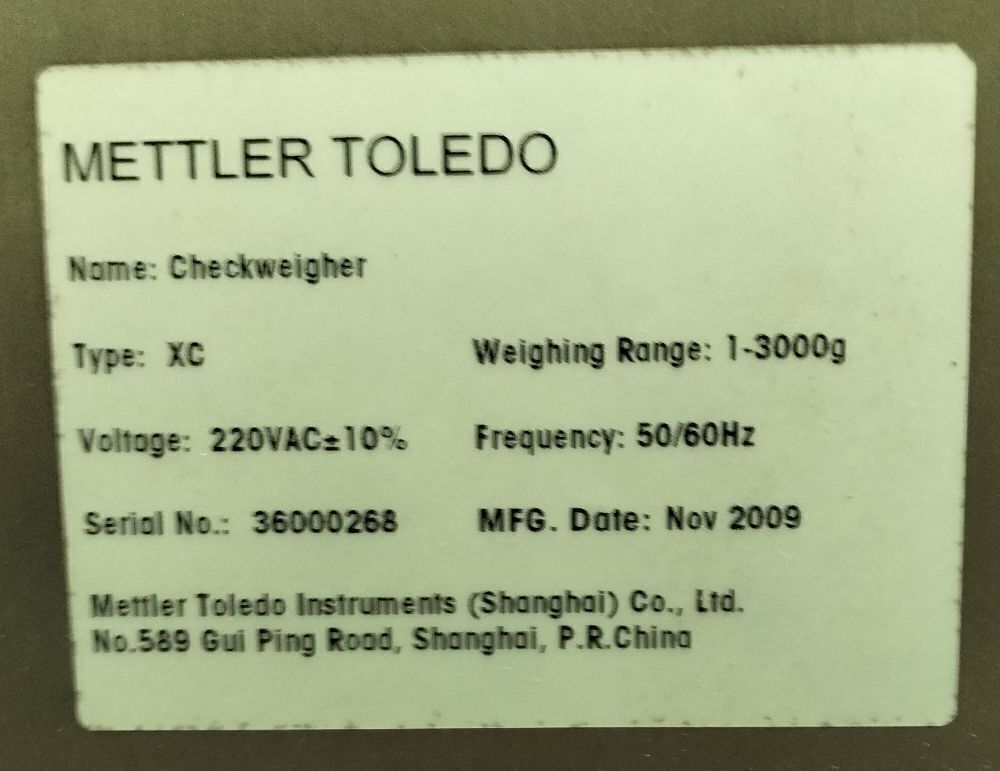 METTLER TOLEDO
Name: Checkweigher
Type: XC Weighing Range: 1-3000g
Voltage: 220VAC±10% Frequency: 50/60Hz
Serial No.: 36000268 MFG. Date: Nov 2009
Mettler Toledo Instruments (Shanghai) Co., Ltd.
No.589 Gui Ping Road, Shanghai, P.R.China